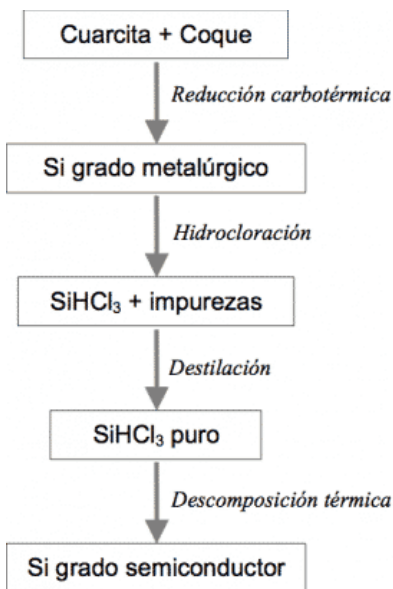 Cuarcita + Coque
Reducción carbotérmica
Si grado metalúrgico
Hidrocloración
SiHCl₃ + impurezas
Destilación
SiHCl₃ puro
Descomposición térmica
Si grado semiconductor